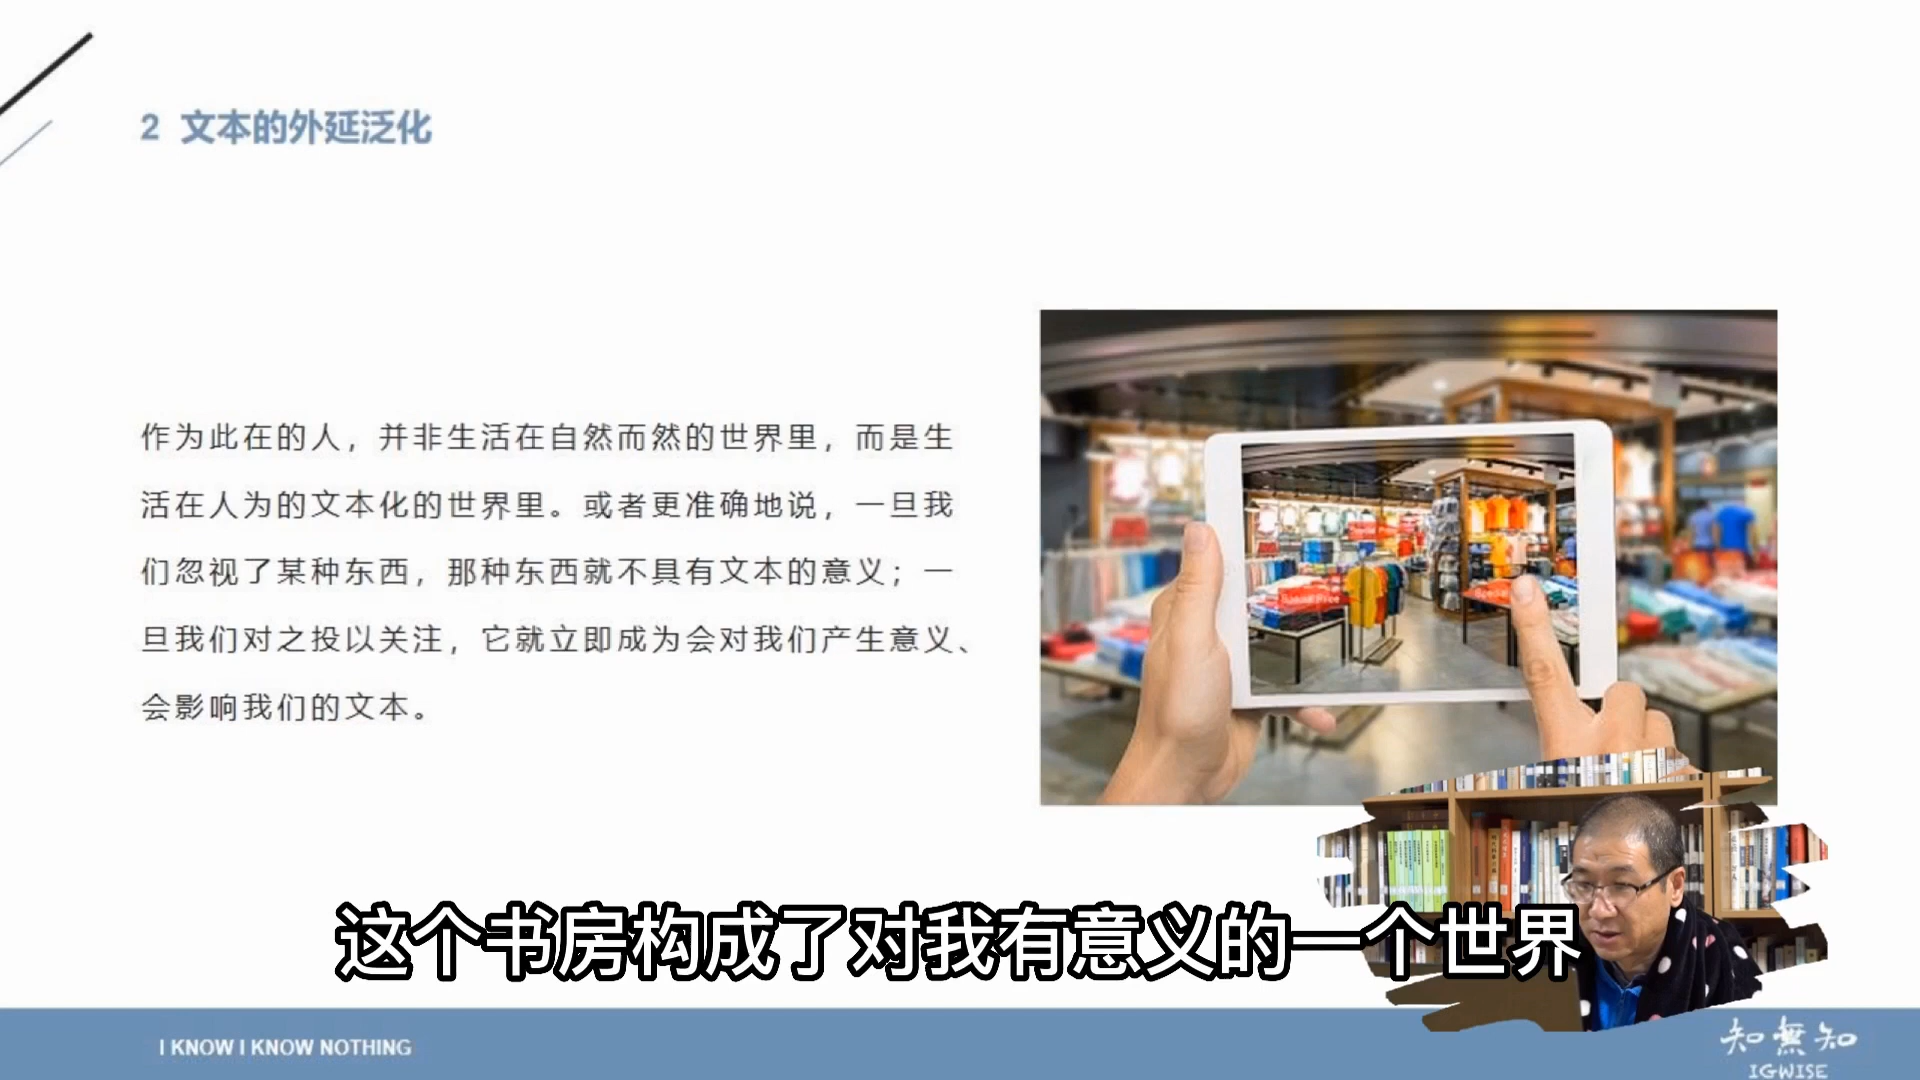 2 文本的外延泛化
作为此在的人，并非生活在自然而然的世界里，而是生
活在人为的文本化的世界里。或者更准确地说，一旦我
们忽视了某种东西，那种东西就不具有文本的意义；一
旦我们对之投以关注，它就立即成为会对我们产生意义、
会影响我们的文本。
这个书房构成了对我有意义的一个世界
I KNOW I KNOW NOTHING
知無知
IGWISE